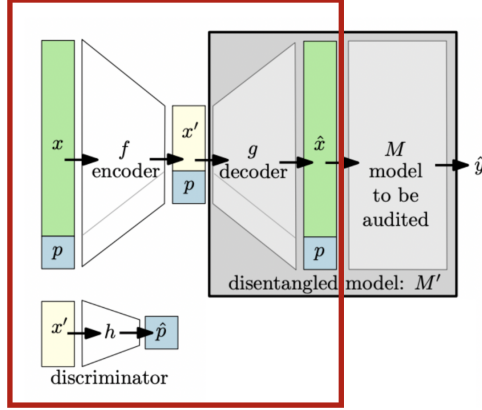 x
p
f
encoder
x′
p
g
decoder
x̂
p
M
model
to be
audited
ŷ
disentangled model: M′
x′
h
p̂
discriminator